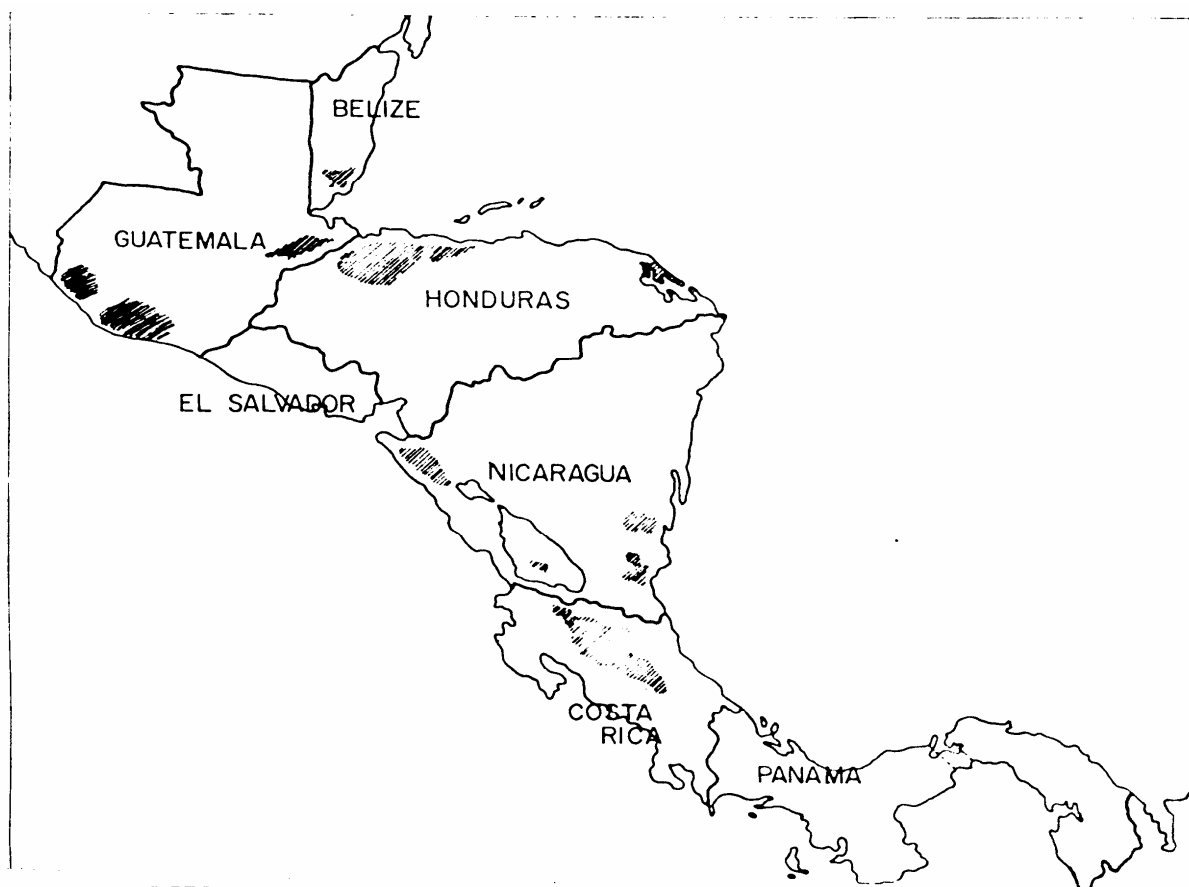 BELIZE
GUATEMALA
HONDURAS
EL SALVADOR
NICARAGUA
COSTA
RICA
PANAMA